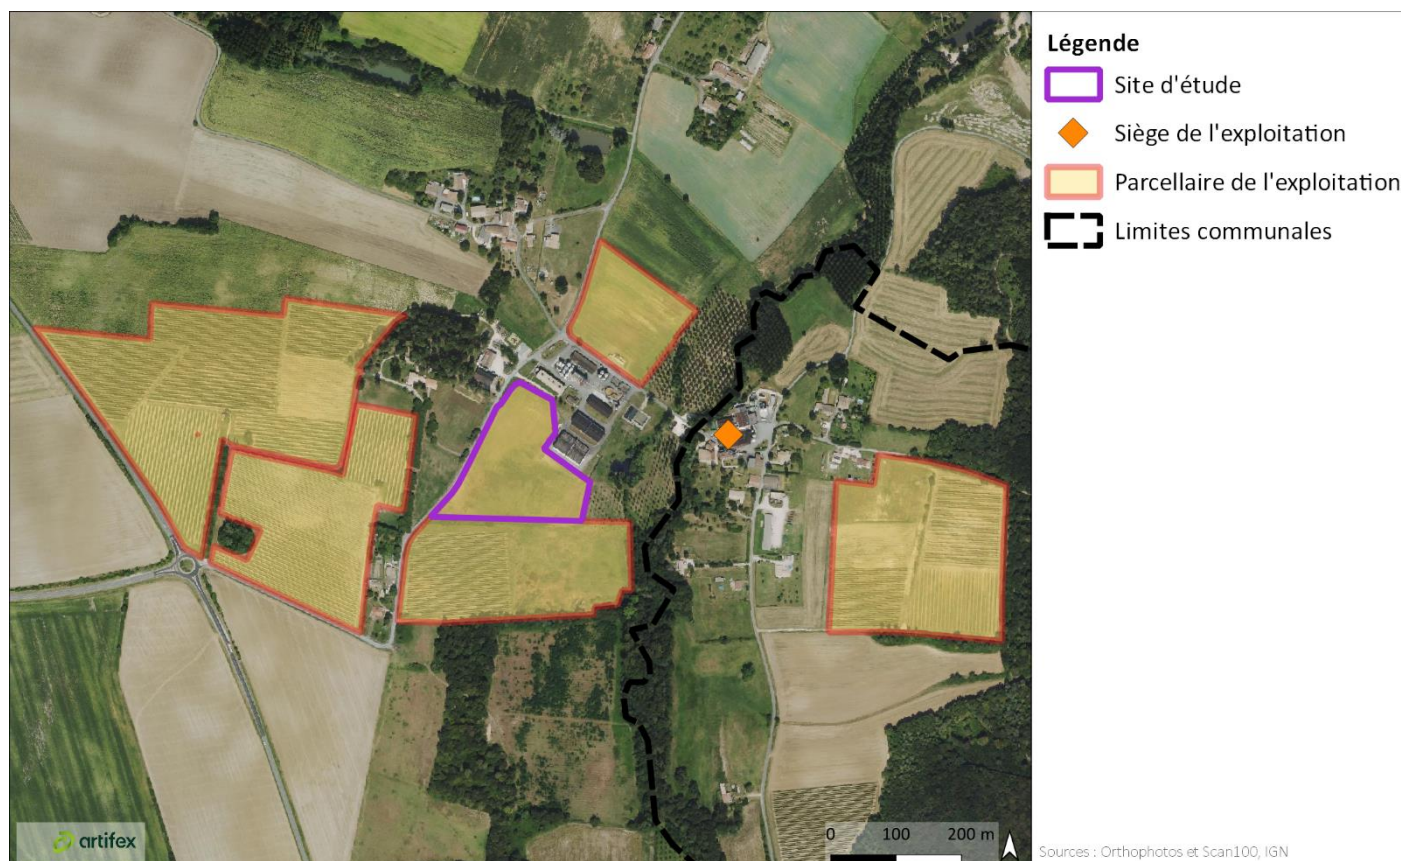 Légende
Site d'étude
Siège de l'exploitation
Parcellaire de l'exploitation
Limites communales
artifex
0 100 200 m
Sources : Orthophotos et Scan100, IGN